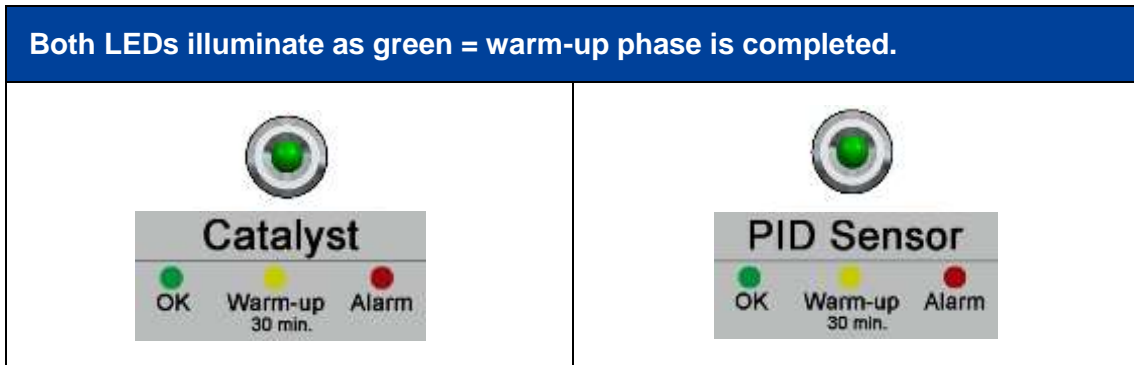 Both LEDs illuminate as green = warm-up phase is completed.
Catalyst
OK Warm-up Alarm
30 min.
PID Sensor
OK Warm-up Alarm
30 min.